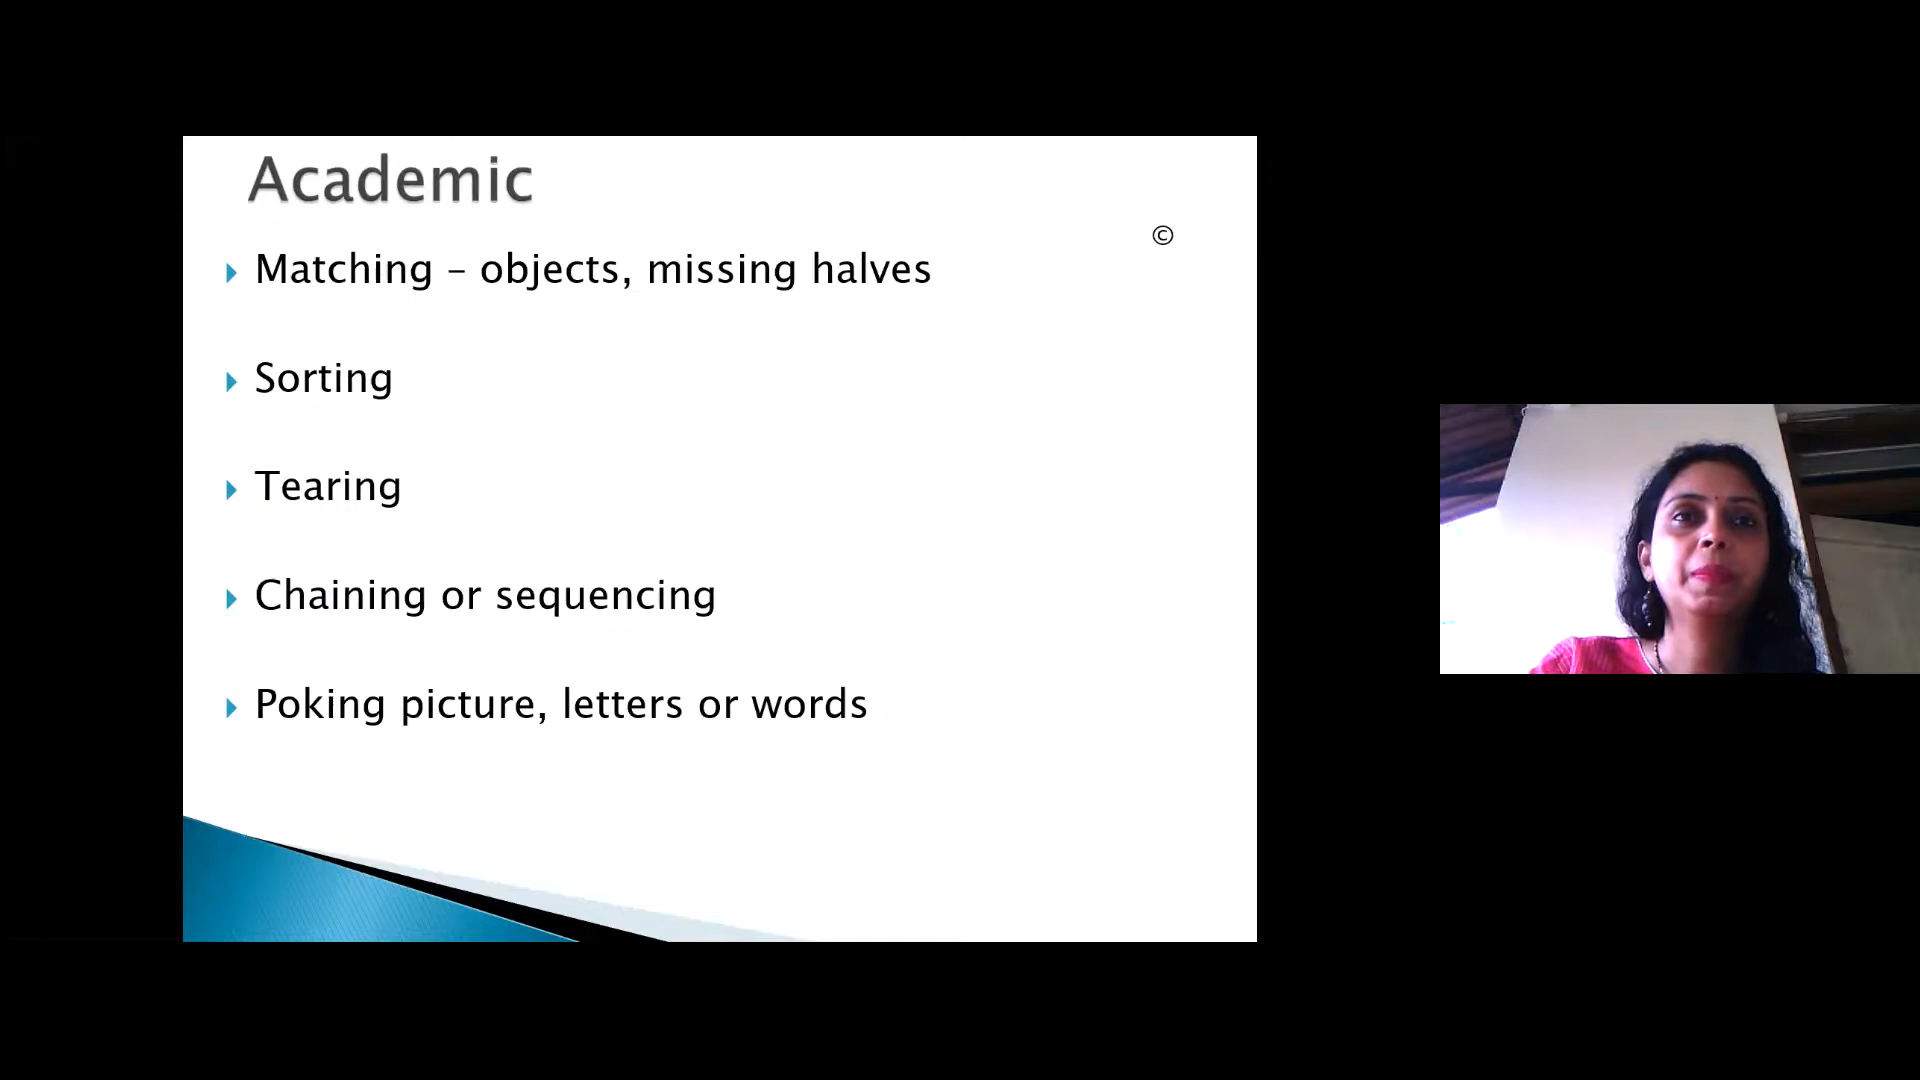 Academic
©
Matching – objects, missing halves
Sorting
Tearing
Chaining or sequencing
Poking picture, letters or words